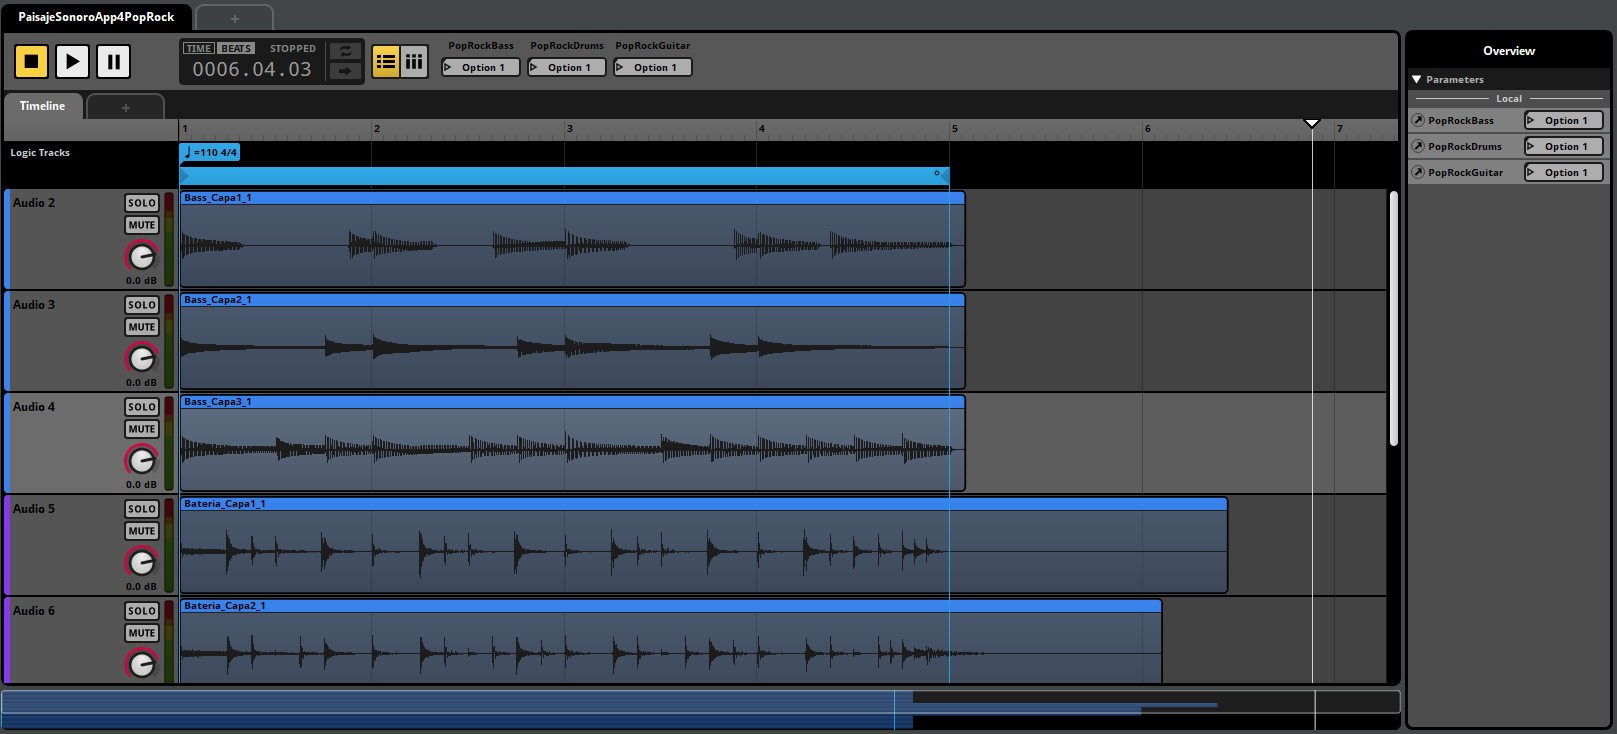 PaisajeSonoroApp4PopRock
+
TIME BEATS STOPPED
0006.04.03
PopRockBass PopRockDrums PopRockGuitar
Option 1 Option 1 Option 1
Timeline
+
1 2 3 4 5 6 7
Logic Tracks
=110 4/4
Audio 2
SOLO
MUTE
0.0 dB
Bass_Capa1_1
Audio 3
SOLO
MUTE
0.0 dB
Bass_Capa2_1
Audio 4
SOLO
MUTE
0.0 dB
Bass_Capa3_1
Audio 5
SOLO
MUTE
0.0 dB
Bateria_Capa1_1
Audio 6
SOLO
MUTE
Bateria_Capa2_1
Overview
Parameters
Local
PopRockBass Option 1
PopRockDrums Option 1
PopRockGuitar Option 1